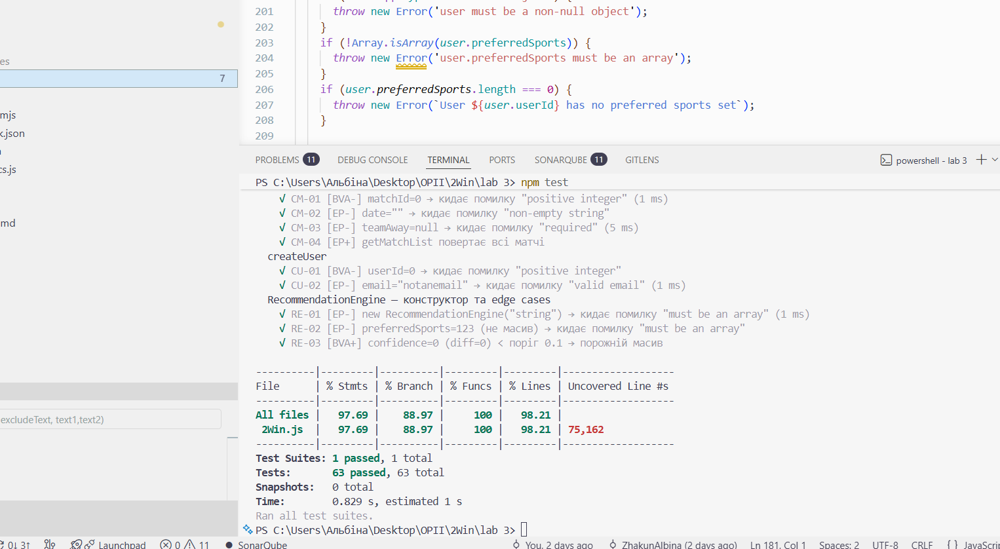 201 throw new Error('user must be a non-null object');
202 }
203 if (!Array.isArray(user.preferredSports)) {
204 throw new Error('user.preferredSports must be an array');
205 }
206 if (user.preferredSports.length === 0) {
207 throw new Error(`User ${user.userId} has no preferred sports set`);
208 }
209
es
7
mjs
k.json
cs.js
md
excludeText, text1,text2)
PROBLEMS 11 DEBUG CONSOLE TERMINAL PORTS SONARQUBE 11 GITLENS powershell - lab 3
PS C:\Users\Альбіна\Desktop\ОРІІ\2Win\lab 3> npm test
√ CM-01 [BVA-] matchId=0 → кидає помилку "positive integer" (1 ms)
√ CM-02 [EP-] date="" → кидає помилку "non-empty string"
√ CM-03 [EP-] teamAway=null → кидає помилку "required" (5 ms)
√ CM-04 [EP+] getMatchList повертає всі матчі
createUser
√ CU-01 [BVA-] userId=0 → кидає помилку "positive integer"
√ CU-02 [EP-] email="notanemail" → кидає помилку "valid email" (1 ms)
RecommendationEngine — конструктор та edge cases
√ RE-01 [EP-] new RecommendationEngine("string") → кидає помилку "must be an array" (1 ms)
√ RE-02 [EP-] preferredSports=123 (не масив) → кидає помилку "must be an array"
√ RE-03 [BVA+] confidence=0 (diff=0) < поріг 0.1 → порожній масив
----------|---------|----------|---------|---------|-------------------
File | % Stmts | % Branch | % Funcs | % Lines | Uncovered Line #s
----------|---------|----------|---------|---------|-------------------
All files | 97.69 | 88.97 | 100 | 98.21 |
2Win.js | 97.69 | 88.97 | 100 | 98.21 | 75,162
----------|---------|----------|---------|---------|-------------------
Test Suites: 1 passed, 1 total
Tests: 63 passed, 63 total
Snapshots: 0 total
Time: 0.829 s, estimated 1 s
Ran all test suites.
PS C:\Users\Альбіна\Desktop\ОРІІ\2Win\lab 3>
0↓ 3↑ Launchpad 0 11 SonarQube You, 2 days ago ZhakunAlbina (2 days ago) Ln 181, Col 1 Spaces: 2 UTF-8 CRLF { } JavaScrip